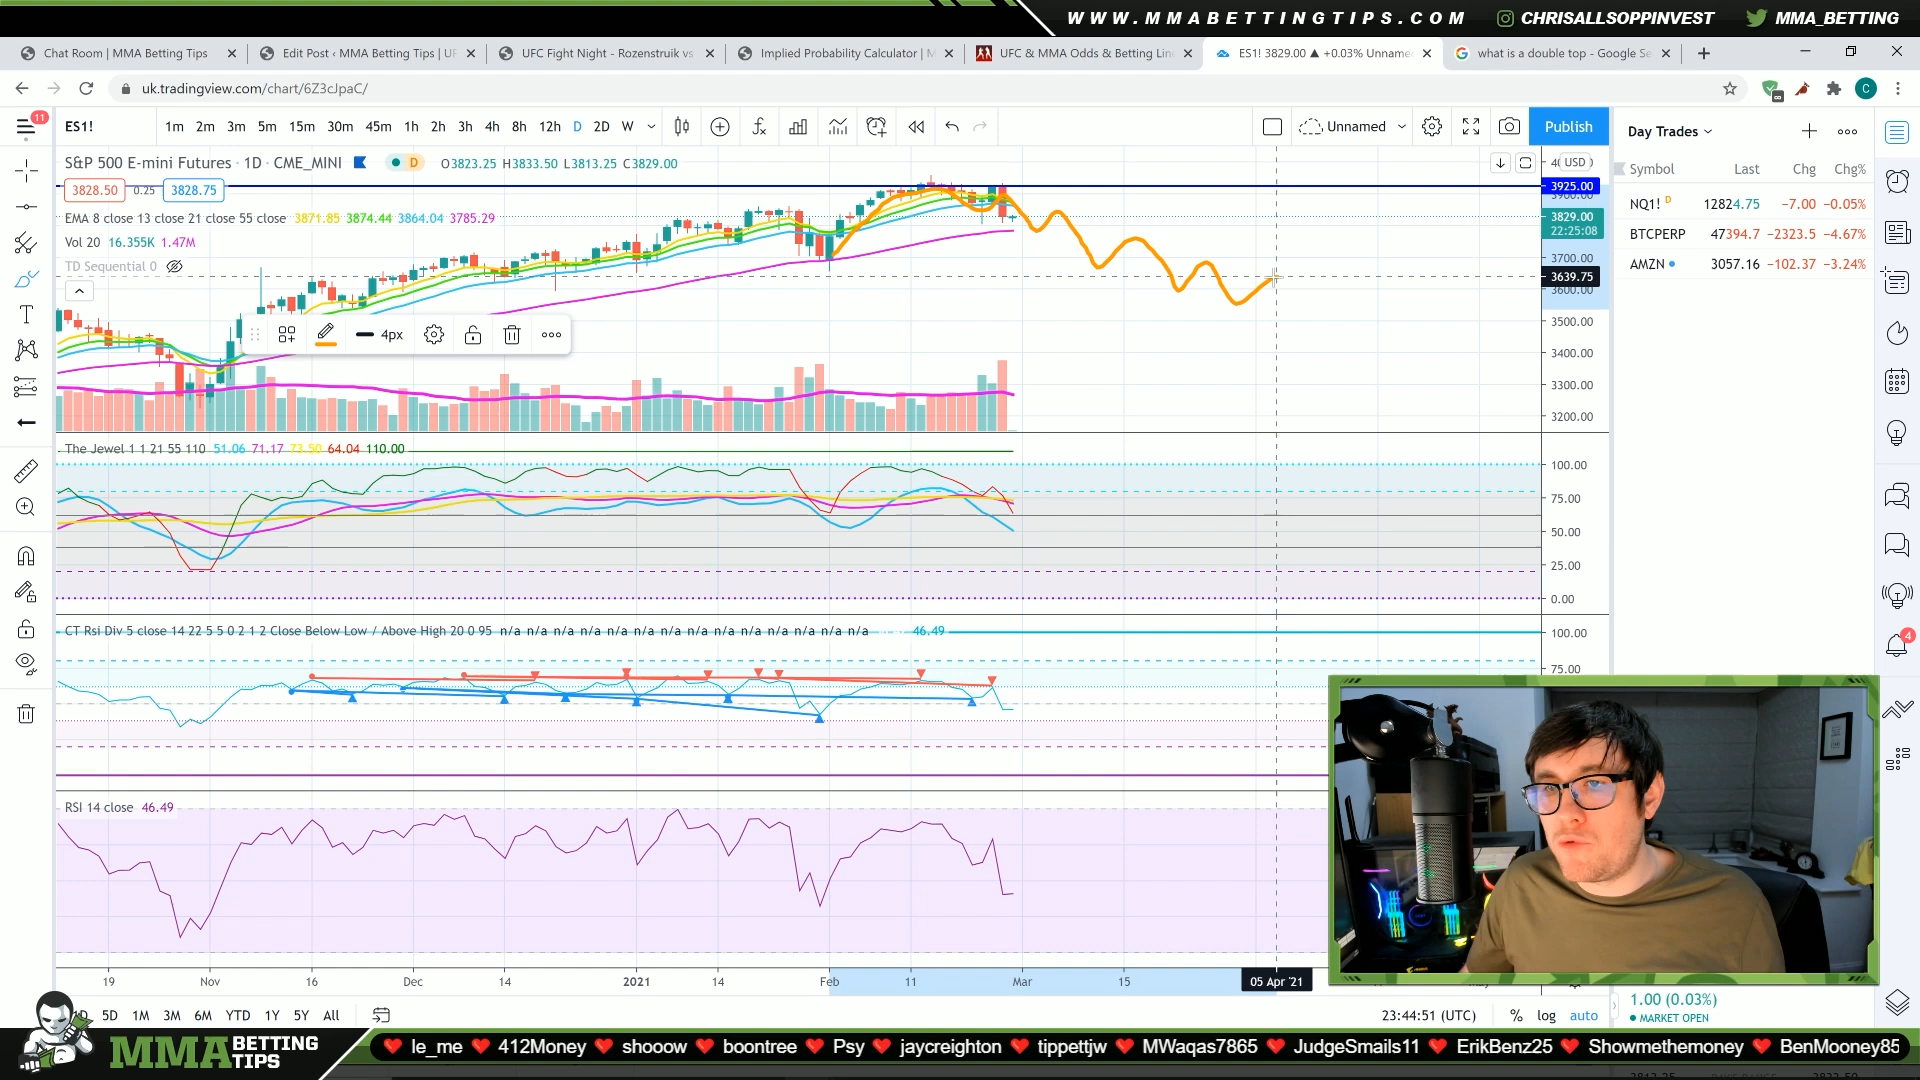 WWW.MMABETTINGTIPS.COM CHRISALLSOPPINVEST MMA_BETTING
Chat Room | MMA Betting Tips
Edit Post ‹ MMA Betting Tips | UF
UFC Fight Night - Rozenstruik vs
Implied Probability Calculator | M
UFC & MMA Odds & Betting Line
ES1! 3829.00 ▲ +0.03% Unname
what is a double top - Google Se
uk.tradingview.com/chart/6Z3cJpaC/
11
ES1! 1m 2m 3m 5m 15m 30m 45m 1h 2h 3h 4h 8h 12h D 2D W
Unnamed
Publish
Day Trades
S&P 500 E-mini Futures · 1D · CME_MINI D O3823.25 H3833.50 L3813.25 C3829.00
USD
Symbol Last Chg Chg%
3828.50 0.25 3828.75
3925.00
NQ1! D 12824.75 −7.00 −0.05%
EMA 8 close 13 close 21 close 55 close 3871.85 3874.44 3864.04 3785.29
3829.00
22:25:08
BTCPERP 47394.7 −2323.5 −4.67%
Vol 20 16.355K 1.47M
3700.00
TD Sequential 0
AMZN 3057.16 −102.37 −3.24%
3639.75
3600.00
3500.00
4px
3400.00
3300.00
3200.00
The Jewel 1 1 21 55 110 51.06 71.17 73.50 64.04 110.00
100.00
75.00
50.00
25.00
0.00
CT Rsi Div 5 close 14 22 5 5 0 2 1 2 Close Below Low / Above High 20 0 95 n/a n/a n/a n/a n/a n/a n/a n/a n/a n/a n/a n/a n/a n/a 46.49
100.00
4
75.00
RSI 14 close 46.49
19 Nov 16 Dec 14 2021 14 Feb 11 Mar 15 05 Apr '21
1.00 (0.03%)
MARKET OPEN
5D 1M 3M 6M YTD 1Y 5Y All
23:44:51 (UTC) % log auto
MMA BETTING TIPS
le_me 412Money shooow boontree Psy jaycreighton tippettjw MWaqas7865 JudgeSmails11 ErikBenz25 Showmethemoney BenMooney85